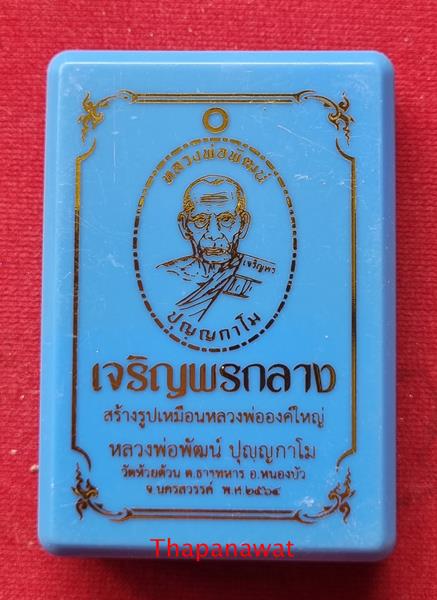 หลวงพ่อพัฒน์
เจริญพร
ปุญฺญกาโม
เจริญพรกลาง
สร้างรูปเหมือนหลวงพ่อองค์ใหญ่
หลวงพ่อพัฒน์ ปุญฺญกาโม
วัดห้วยด้วน ต.ธารทหาร อ.หนองบัว
จ.นครสวรรค์ พ.ศ.๒๕๖๔
Thapanawat